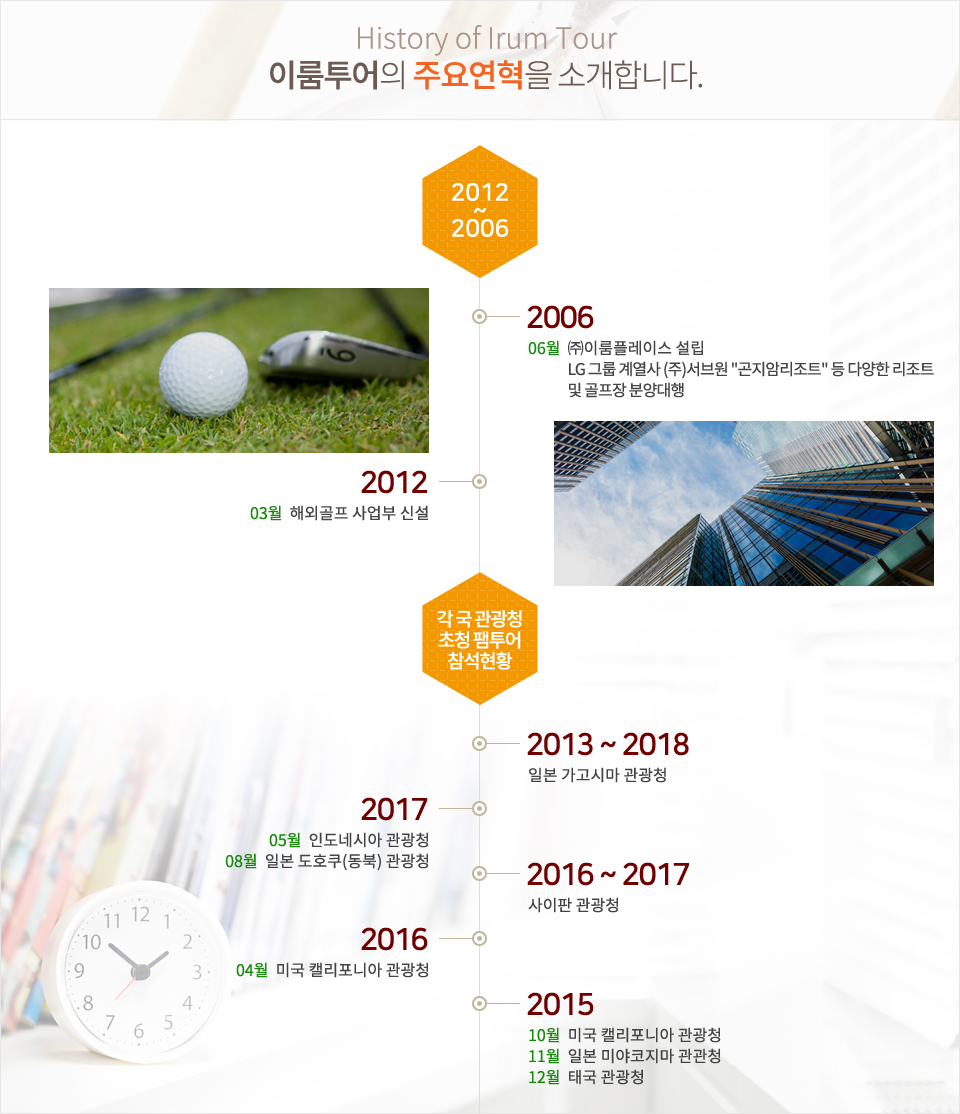 History of Irum Tour
이룸투어의 주요연혁을 소개합니다.
2012
~
2006
2006
06월 ㈜이룸플레이스 설립
LG 그룹 계열사 (주)서브원 "곤지암리조트" 등 다양한 리조트
및 골프장 분양대행
9
2012
03월 해외골프 사업부 신설
각 국 관광청
초청 팸투어
참석현황
2013 ~ 2018
일본 가고시마 관광청
2017
05월 인도네시아 관광청
08월 일본 도호쿠(동북) 관광청
2016 ~ 2017
사이판 관광청
2016
04월 미국 캘리포니아 관광청
2015
10월 미국 캘리포니아 관광청
11월 일본 미야코지마 관관청
12월 태국 관광청
12
1
2
3
4
5
6
7
8
9
10
11